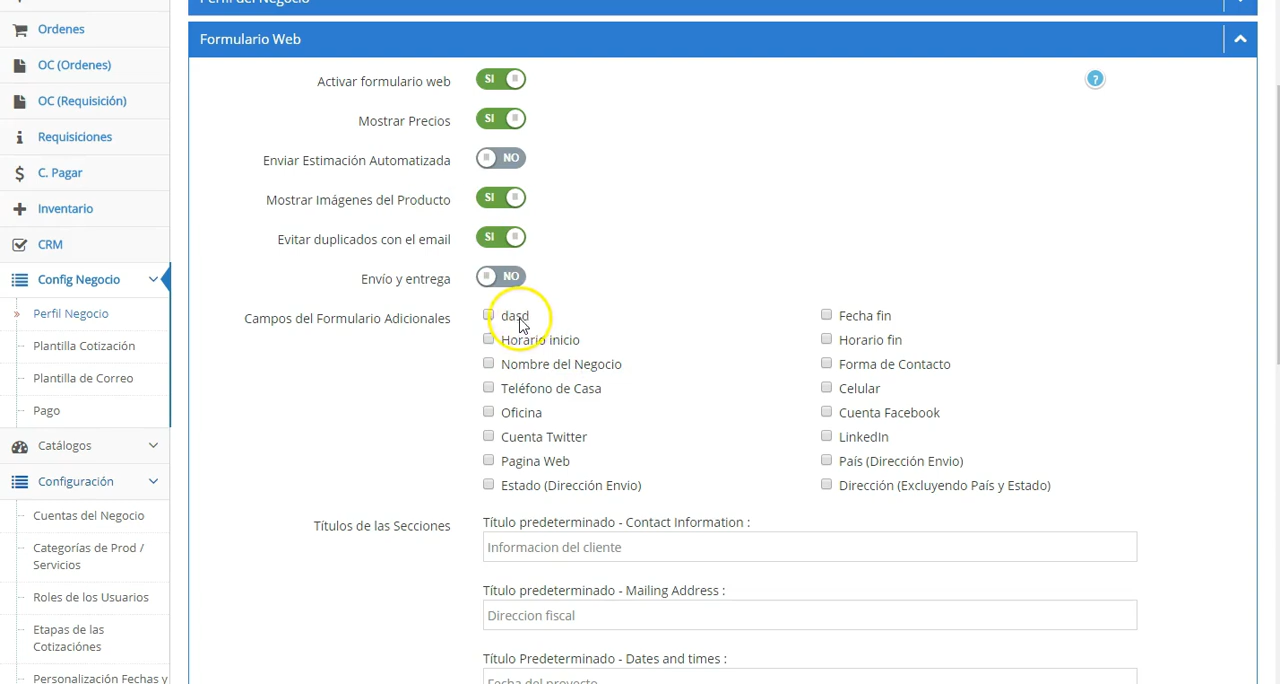 Perfil del Negocio
Ordenes
OC (Ordenes)
OC (Requisición)
Requisiciones
C. Pagar
Inventario
CRM
Config Negocio
Perfil Negocio
Plantilla Cotización
Plantilla de Correo
Pago
Catálogos
Configuración
Cuentas del Negocio
Categorías de Prod /
Servicios
Roles de los Usuarios
Etapas de las
Cotizaciónes
Personalización Fechas y
Formulario Web
Activar formulario web SI ?
Mostrar Precios SI
Enviar Estimación Automatizada NO
Mostrar Imágenes del Producto SI
Evitar duplicados con el email SI
Envío y entrega NO
Campos del Formulario Adicionales dasd Fecha fin
Horario inicio Horario fin
Nombre del Negocio Forma de Contacto
Teléfono de Casa Celular
Oficina Cuenta Facebook
Cuenta Twitter LinkedIn
Pagina Web País (Dirección Envio)
Estado (Dirección Envio) Dirección (Excluyendo País y Estado)
Títulos de las Secciones Título predeterminado - Contact Information :
Informacion del cliente
Título predeterminado - Mailing Address :
Direccion fiscal
Título Predeterminado - Dates and times :
Fecha del proyecto